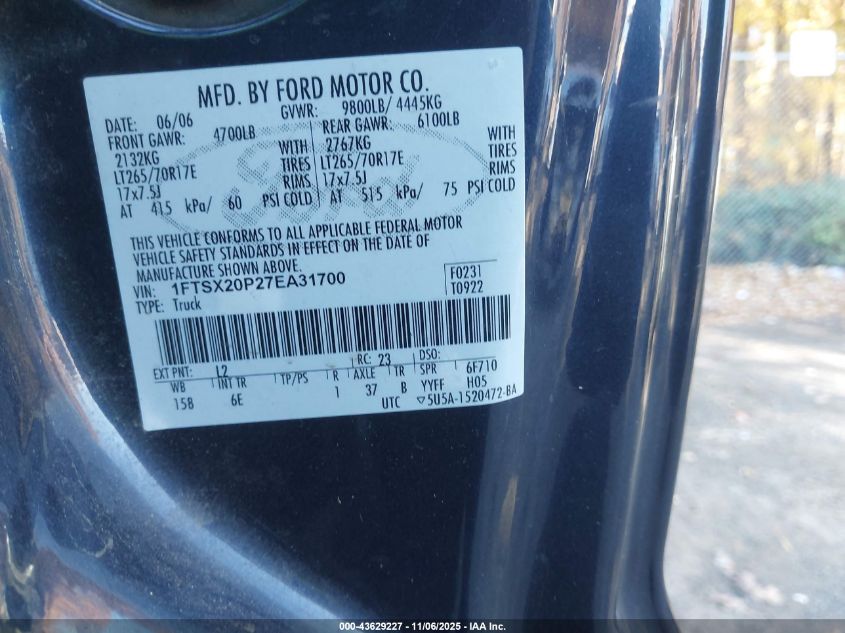 MFD. BY FORD MOTOR CO.
DATE: 06/06 GVWR: 9800LB/ 4445KG
FRONT GAWR: 4700LB REAR GAWR: 6100LB
2132KG WITH 2767KG WITH
LT265/70R17E TIRES LT265/70R17E TIRES
17x7.5J RIMS 17x7.5J RIMS
AT 415 kPa/ 60 PSI COLD AT 515 kPa/ 75 PSI COLD
THIS VEHICLE CONFORMS TO ALL APPLICABLE FEDERAL MOTOR
VEHICLE SAFETY STANDARDS IN EFFECT ON THE DATE OF
MANUFACTURE SHOWN ABOVE.
VIN: 1FTSX20P27EA31700 F0231
TYPE: Truck T0922
EXT PNT: L2 RC: 23 DSO:
WB INT TR TP/PS R AXLE TR SPR 6F710
158 6E 1 37 B YYFF H05
UTC ▽5U5A-1520472-BA
000-43629227 - 11/06/2025 - IAA Inc.